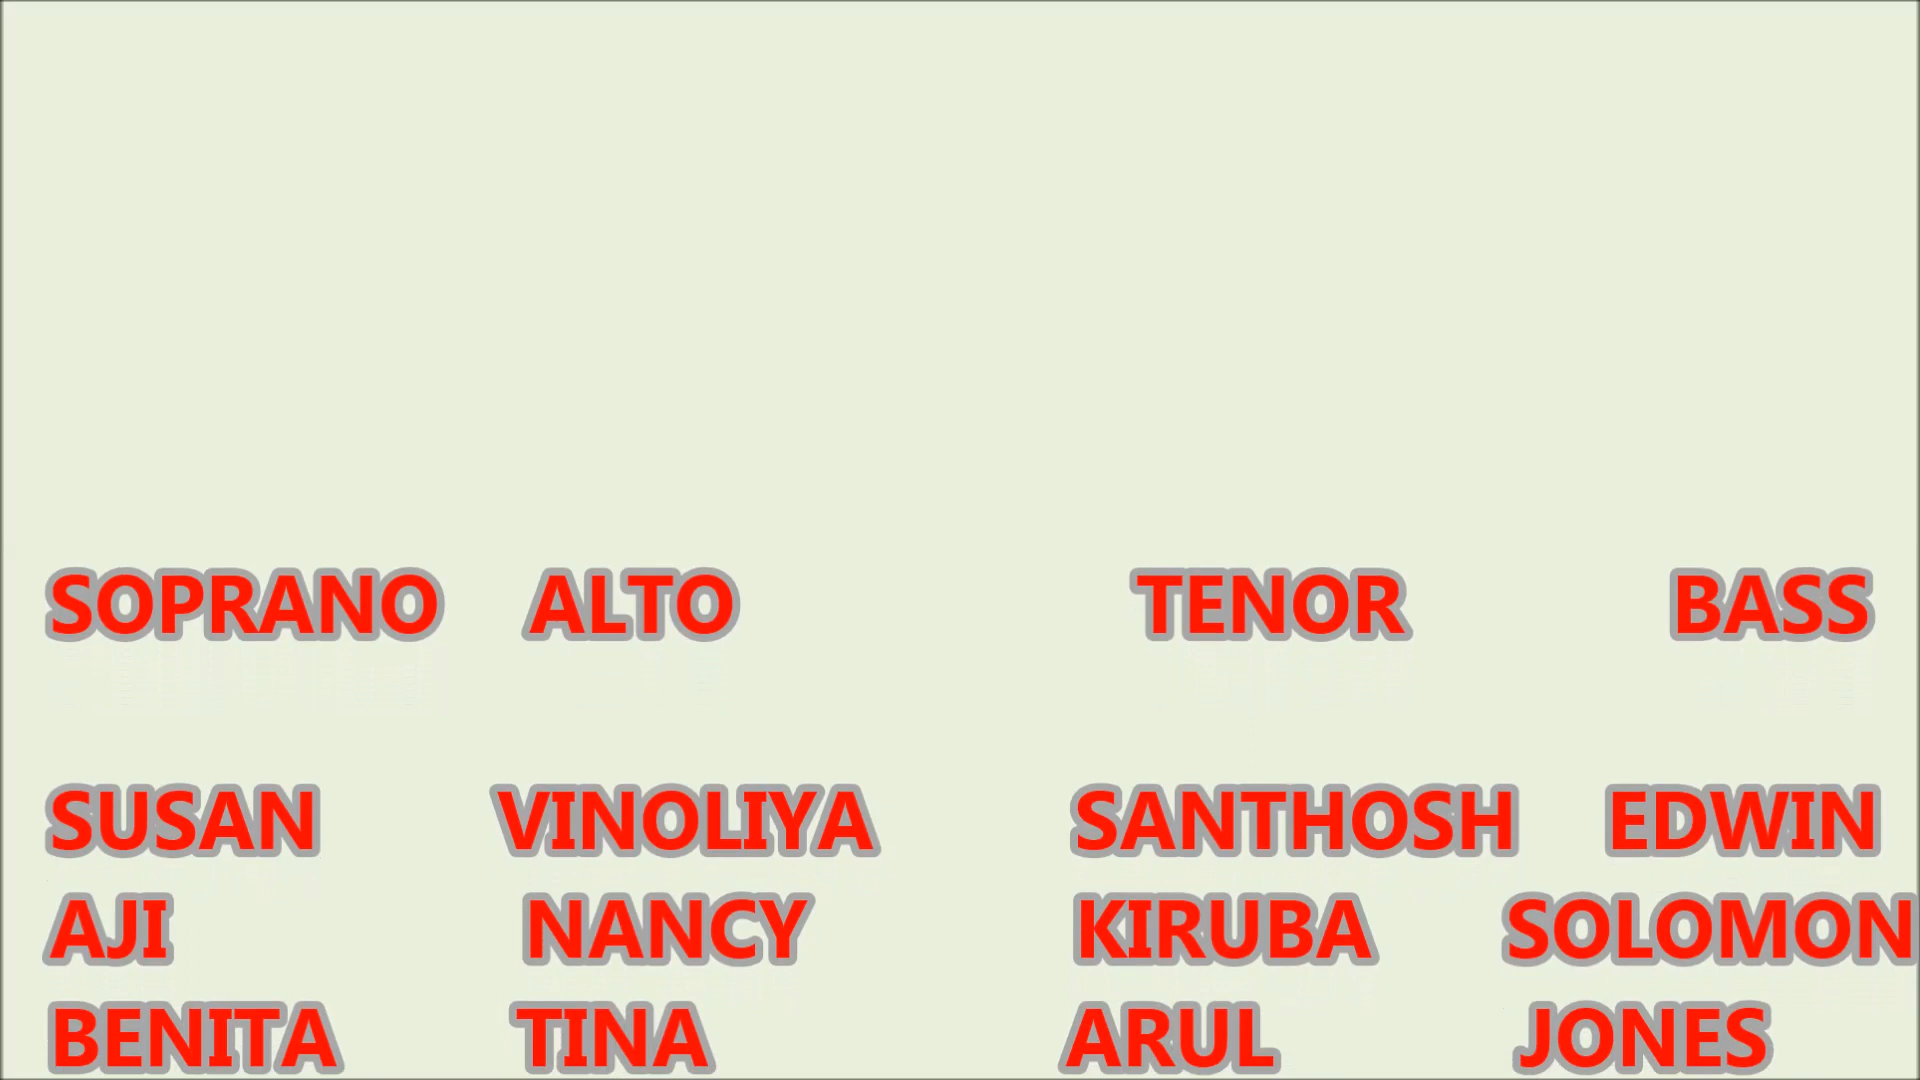 SOPRANO ALTO TENOR BASS
SUSAN VINOLIYA SANTHOSH EDWIN
AJI NANCY KIRUBA SOLOMON
BENITA TINA ARUL JONES